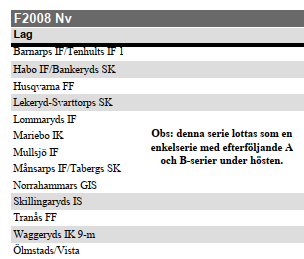 F2008 Nv
Lag
Barnarps IF/Tenhults IF 1
Habo IF/Bankeryds SK
Husqvarna FF
Lekeryd-Svarttorps SK
Lommaryds IF
Mariebo IK
Mullsjö IF
Månsarps IF/Tabergs SK
Norrahammars GIS
Skillingaryds IS
Tranås FF
Waggeryds IK 9-m
Ölmstads/Vista
Obs: denna serie lottas som en
enkelserie med efterföljande A
och B-serier under hösten.